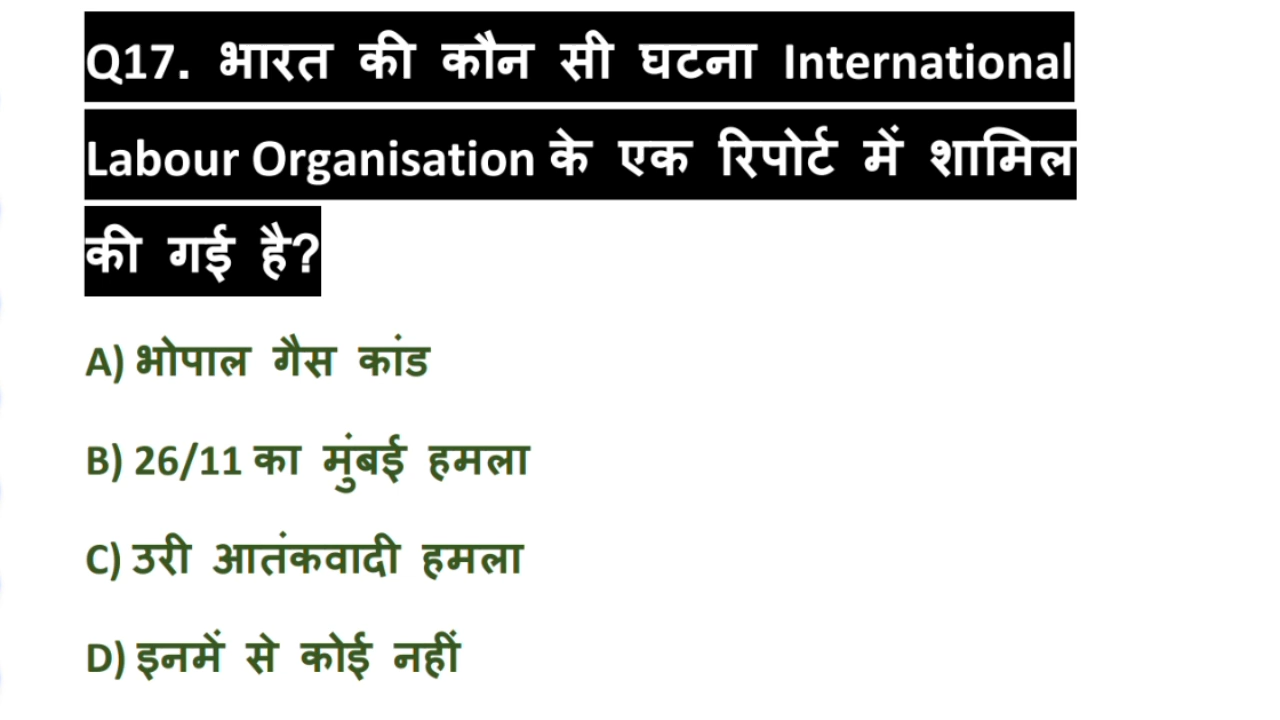 Q17. भारत की कौन सी घटना International
Labour Organisation के एक रिपोर्ट में शामिल
की गई है?
A) भोपाल गैस कांड
B) 26/11 का मुंबई हमला
C) उरी आतंकवादी हमला
D) इनमें से कोई नहीं